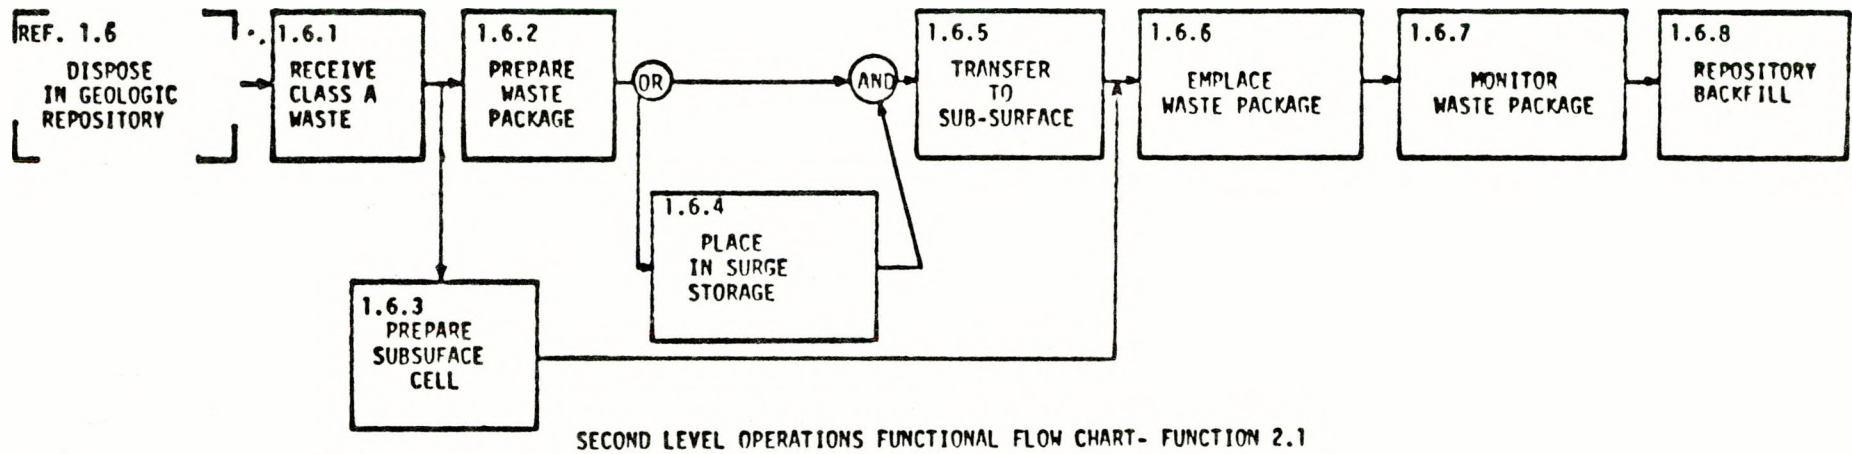 REF. 1.6
DISPOSE
IN GEOLOGIC
REPOSITORY
1.6.1
RECEIVE
CLASS A
WASTE
1.6.2
PREPARE
WASTE
PACKAGE
OR
AND
1.6.5
TRANSFER
TO
SUB-SURFACE
1.6.6
EMPLACE
WASTE PACKAGE
1.6.7
MONITOR
WASTE PACKAGE
1.6.8
REPOSITORY
BACKFILL
1.6.4
PLACE
IN SURGE
STORAGE
1.6.3
PREPARE
SUBSUFACE
CELL
SECOND LEVEL OPERATIONS FUNCTIONAL FLOW CHART- FUNCTION 2.1